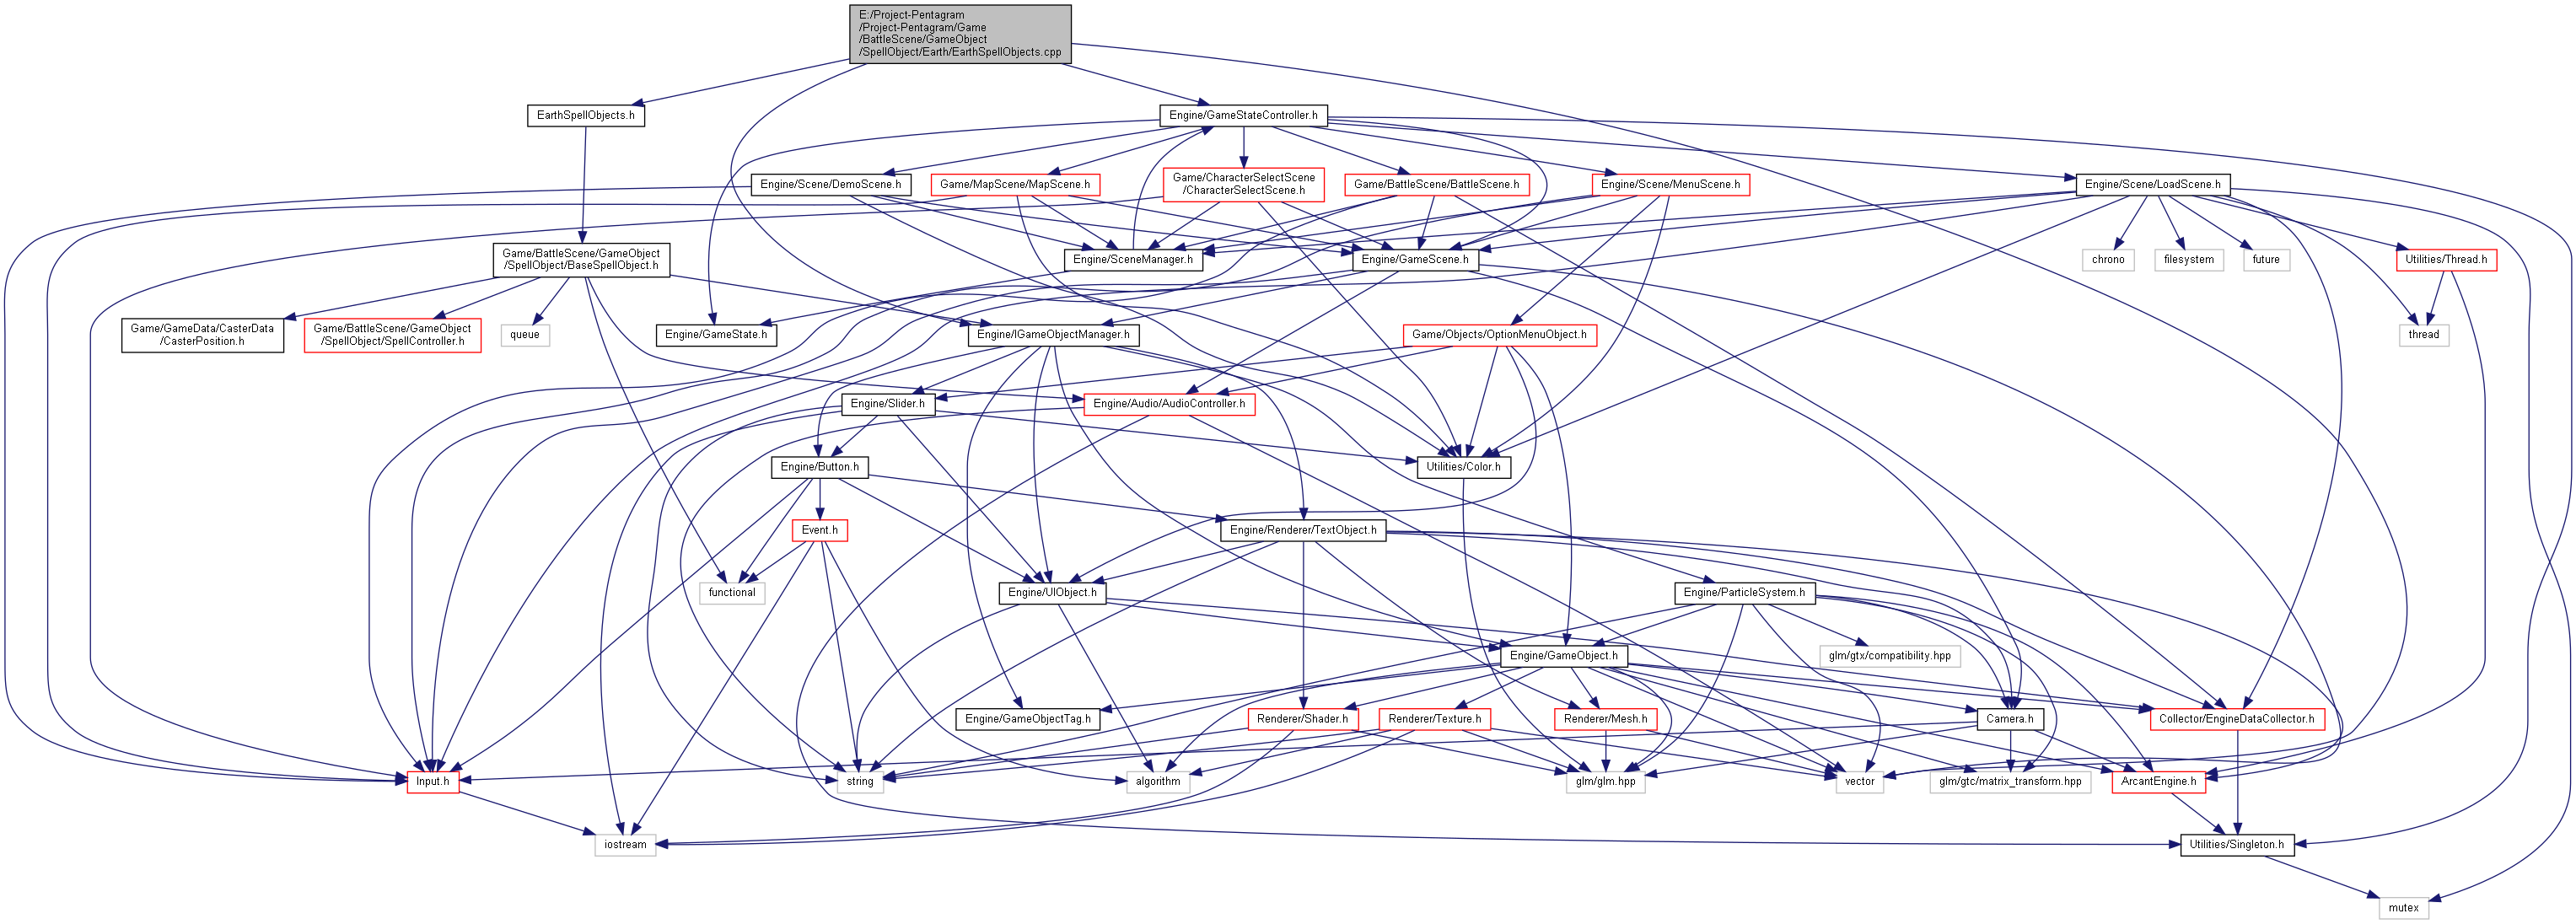 E:/Project-Pentagram
/Project-Pentagram/Game
/BattleScene/GameObject
/SpellObject/Earth/EarthSpellObjects.cpp
EarthSpellObjects.h
Engine/GameStateController.h
Engine/Scene/DemoScene.h
Game/MapScene/MapScene.h
Game/CharacterSelectScene
/CharacterSelectScene.h
Game/BattleScene/BattleScene.h
Engine/Scene/MenuScene.h
Engine/Scene/LoadScene.h
Game/BattleScene/GameObject
/SpellObject/BaseSpellObject.h
Engine/SceneManager.h
Engine/GameScene.h
chrono
filesystem
future
Utilities/Thread.h
Game/GameData/CasterData
/CasterPosition.h
Game/BattleScene/GameObject
/SpellObject/SpellController.h
queue
Engine/GameState.h
Engine/IGameObjectManager.h
Game/Objects/OptionMenuObject.h
thread
Engine/Slider.h
Engine/Audio/AudioController.h
Engine/Button.h
Utilities/Color.h
Event.h
Engine/Renderer/TextObject.h
functional
Engine/UIObject.h
Engine/ParticleSystem.h
Engine/GameObject.h
glm/gtx/compatibility.hpp
Engine/GameObjectTag.h
Renderer/Shader.h
Renderer/Texture.h
Renderer/Mesh.h
Camera.h
Collector/EngineDataCollector.h
Input.h
string
algorithm
glm/glm.hpp
vector
glm/gtc/matrix_transform.hpp
ArcantEngine.h
iostream
Utilities/Singleton.h
mutex